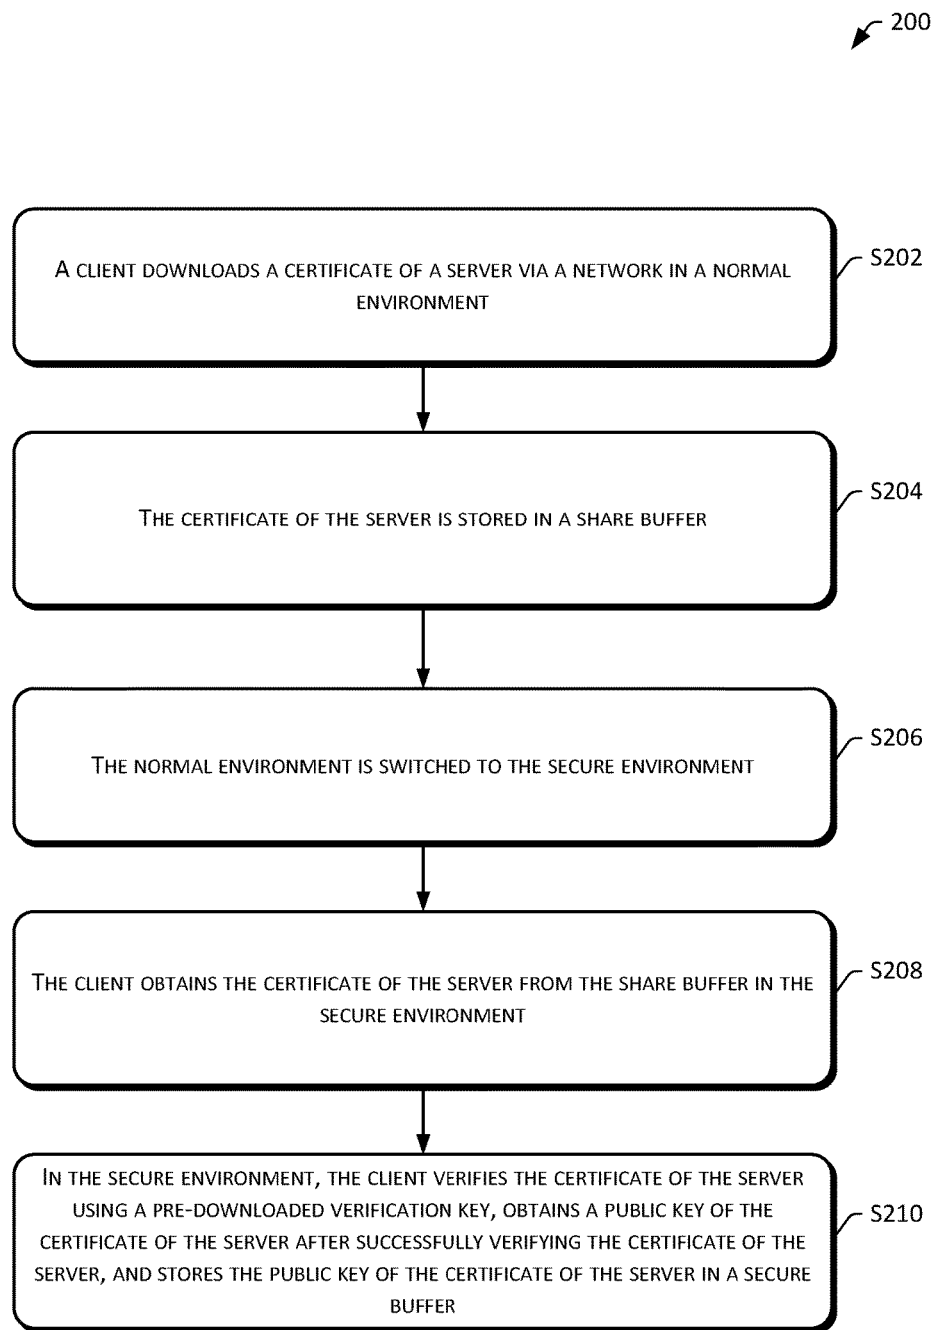 200
A CLIENT DOWNLOADS A CERTIFICATE OF A SERVER VIA A NETWORK IN A NORMAL
ENVIRONMENT
S202
THE CERTIFICATE OF THE SERVER IS STORED IN A SHARE BUFFER
S204
THE NORMAL ENVIRONMENT IS SWITCHED TO THE SECURE ENVIRONMENT
S206
THE CLIENT OBTAINS THE CERTIFICATE OF THE SERVER FROM THE SHARE BUFFER IN THE
SECURE ENVIRONMENT
S208
IN THE SECURE ENVIRONMENT, THE CLIENT VERIFIES THE CERTIFICATE OF THE SERVER
USING A PRE-DOWNLOADED VERIFICATION KEY, OBTAINS A PUBLIC KEY OF THE
CERTIFICATE OF THE SERVER AFTER SUCCESSFULLY VERIFYING THE CERTIFICATE OF THE
SERVER, AND STORES THE PUBLIC KEY OF THE CERTIFICATE OF THE SERVER IN A SECURE
BUFFER
S210